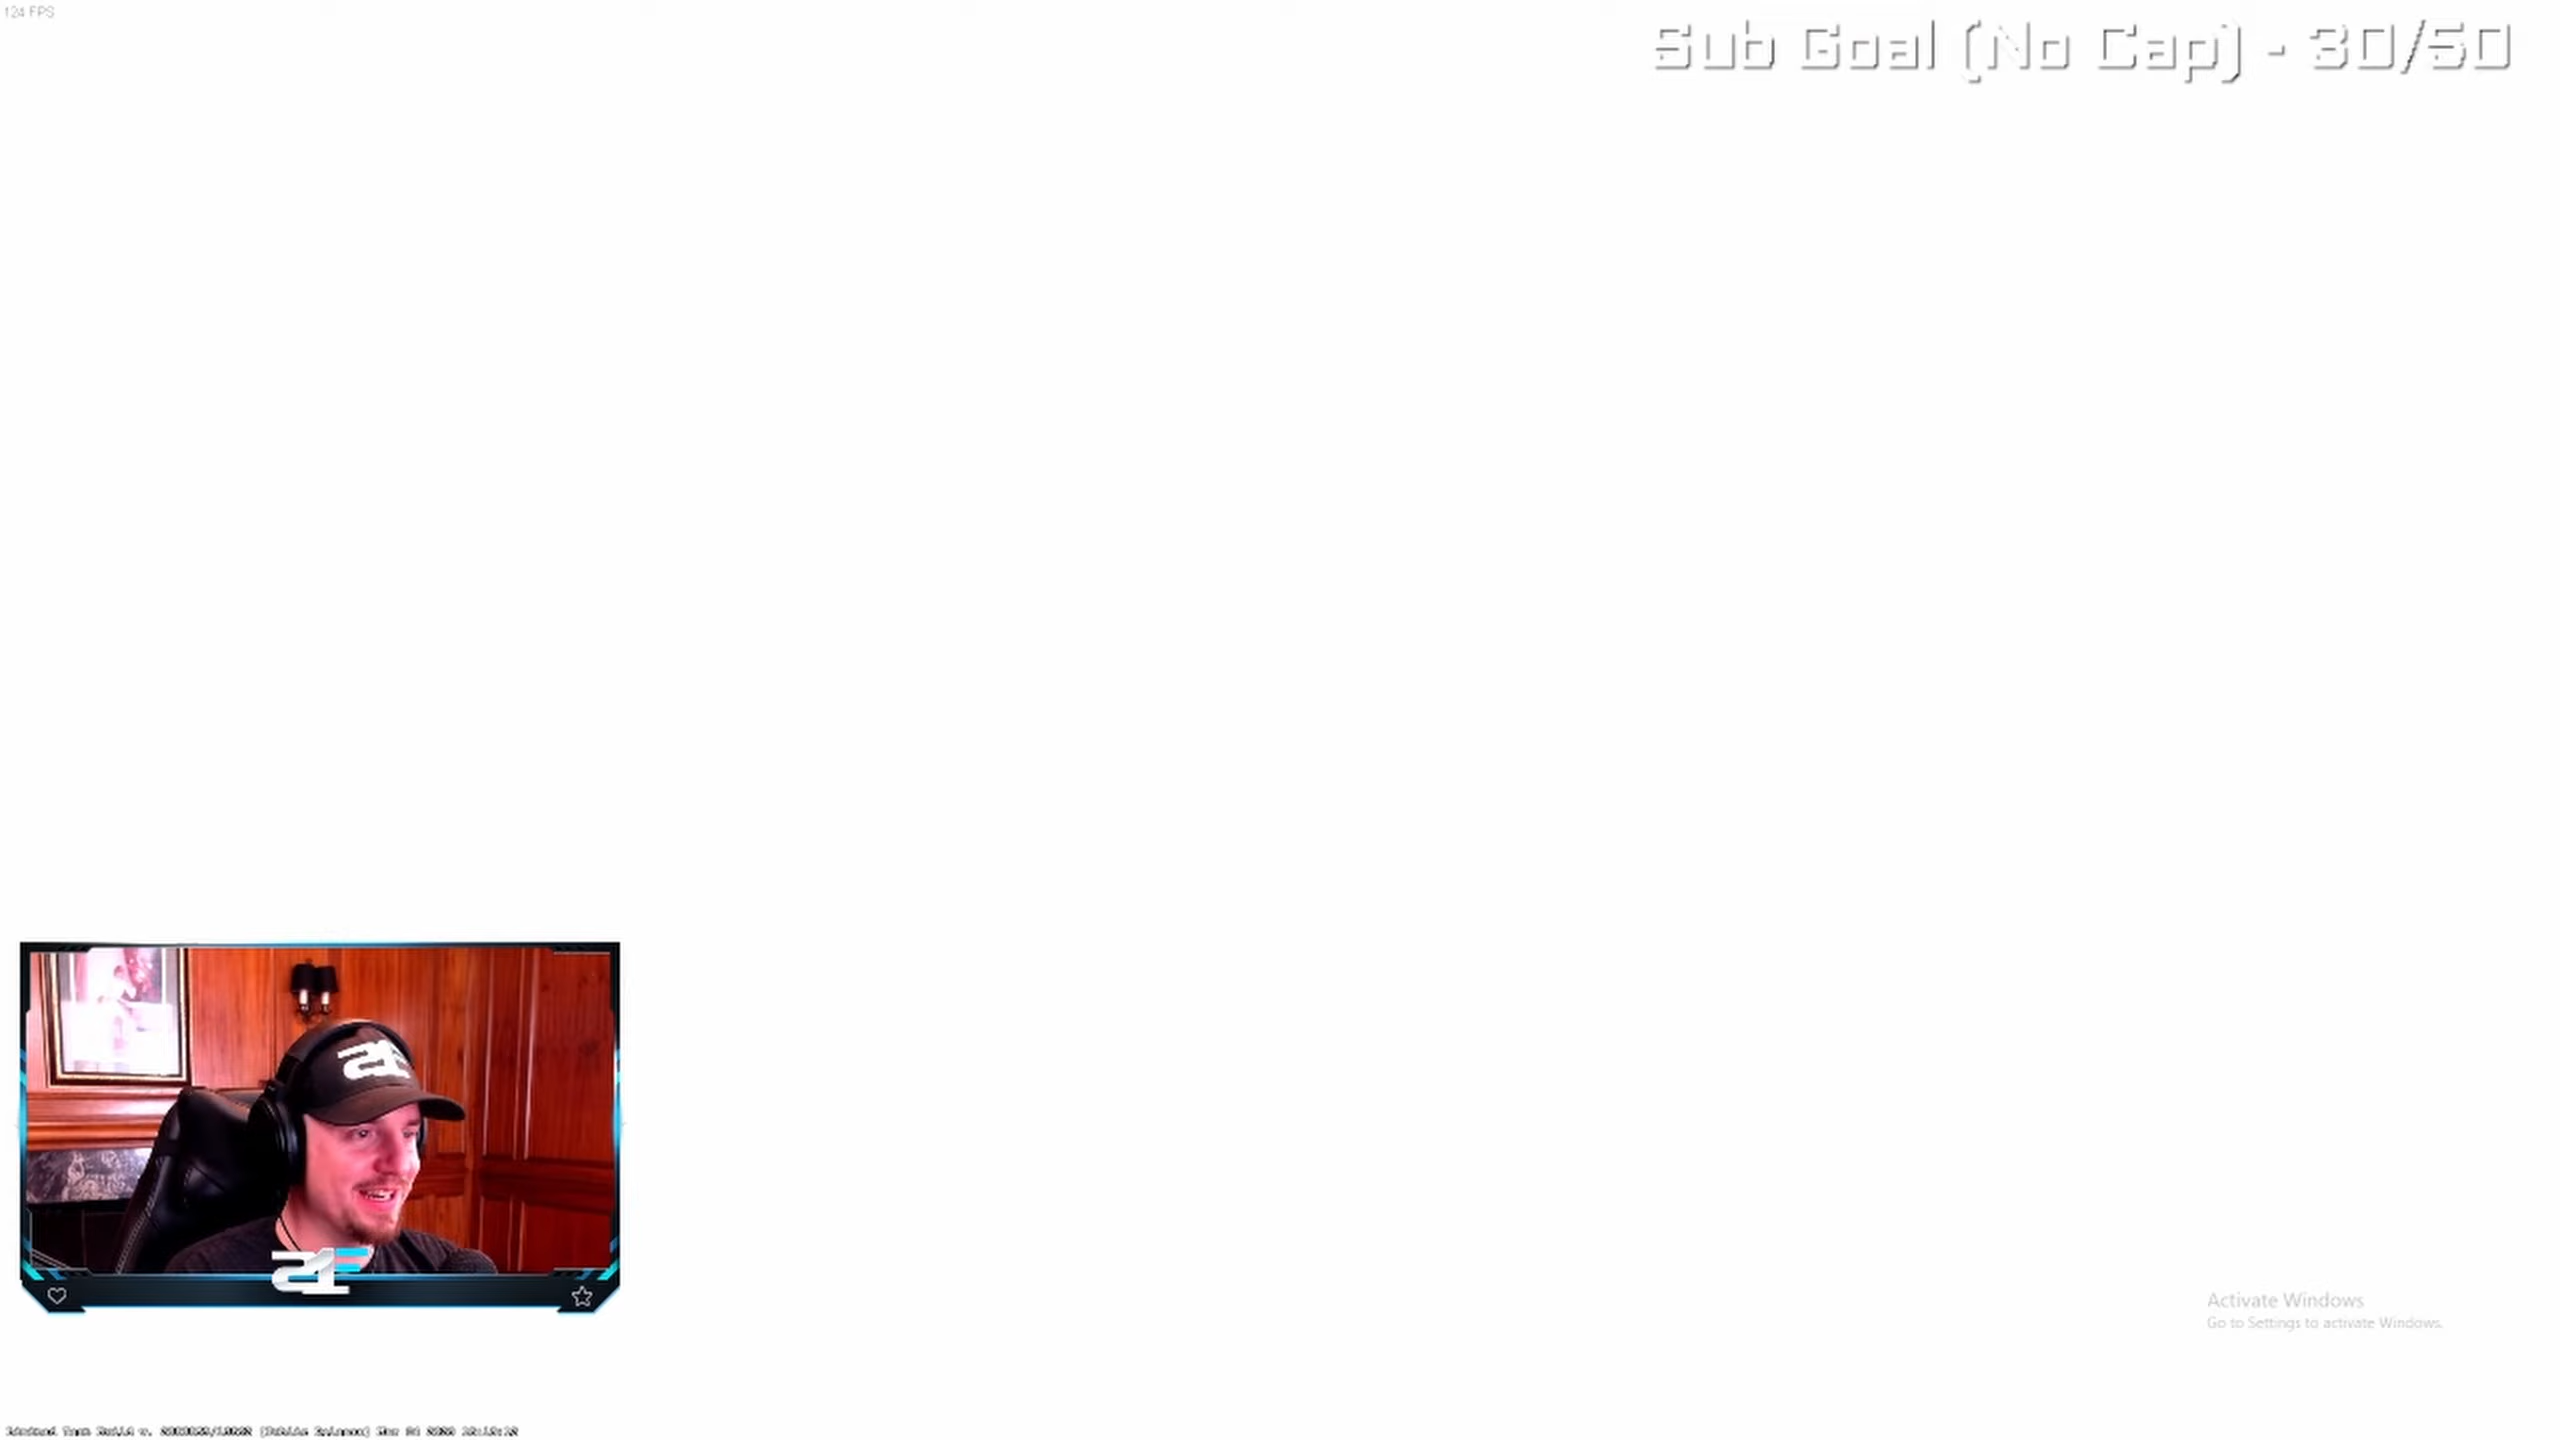 124 FPS
Sub Goal (No Cap) - 30/50
Activate Windows
Go to Settings to activate Windows.